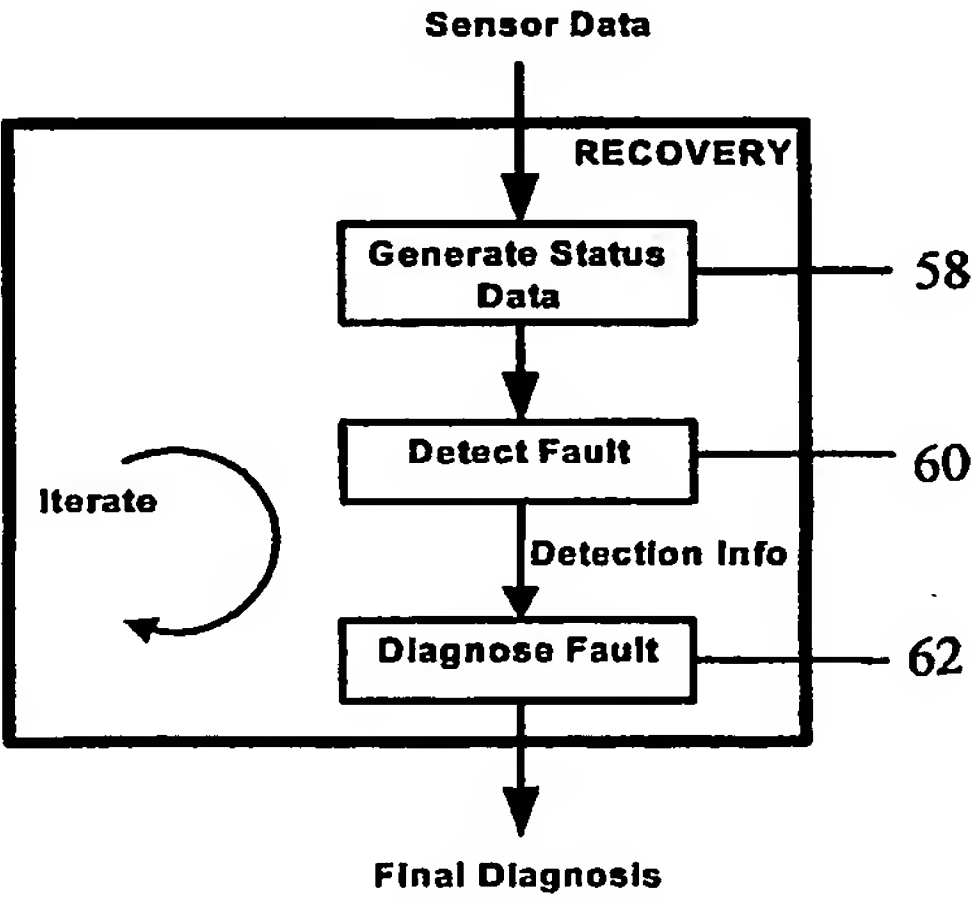 Sensor Data
RECOVERY
Generate Status
Data
58
Detect Fault
60
Iterate
Detection Info
Diagnose Fault
62
Final Diagnosis